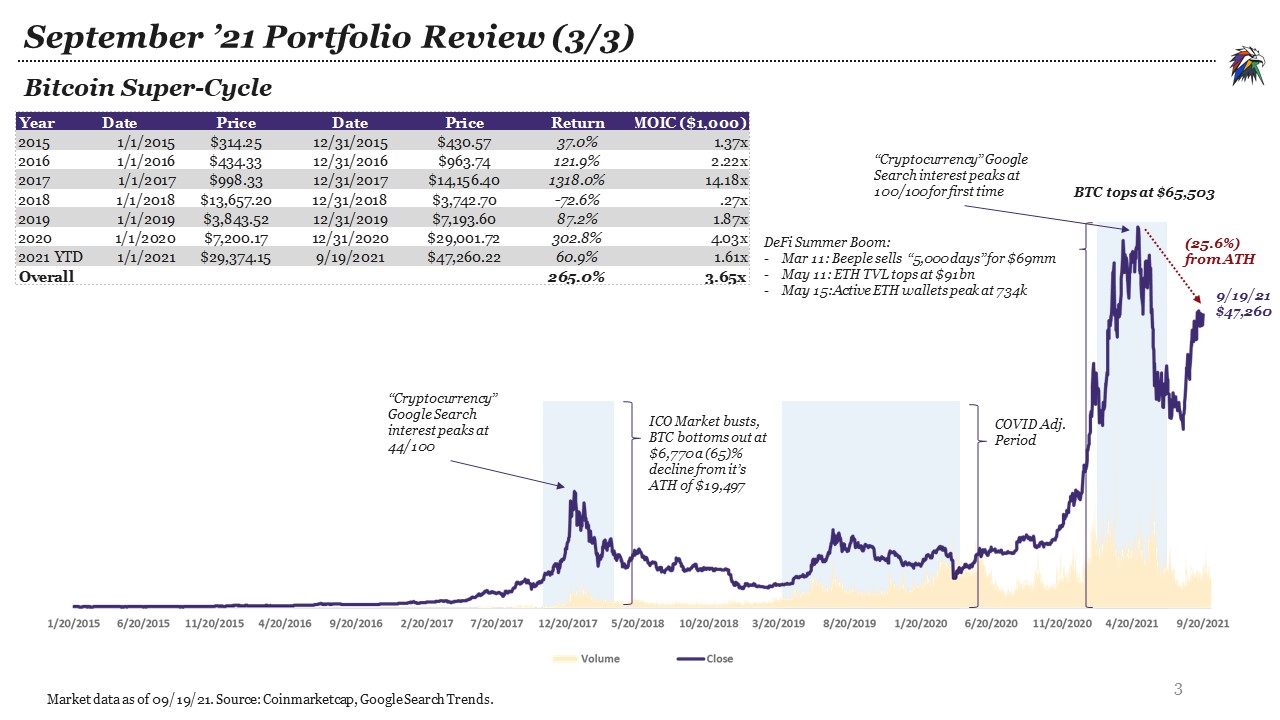 September ’21 Portfolio Review (3/3)
Bitcoin Super-Cycle
Year Date Price Date Price Return MOIC ($1,000)
2015 1/1/2015 $314.25 12/31/2015 $430.57 37.0% 1.37x
2016 1/1/2016 $434.33 12/31/2016 $963.74 121.9% 2.22x
2017 1/1/2017 $998.33 12/31/2017 $14,156.40 1318.0% 14.18x
2018 1/1/2018 $13,657.20 12/31/2018 $3,742.70 -72.6% .27x
2019 1/1/2019 $3,843.52 12/31/2019 $7,193.60 87.2% 1.87x
2020 1/1/2020 $7,200.17 12/31/2020 $29,001.72 302.8% 4.03x
2021 YTD 1/1/2021 $29,374.15 9/19/2021 $47,260.22 60.9% 1.61x
Overall 265.0% 3.65x
“Cryptocurrency” Google
Search interest peaks at
100/100 for first time
BTC tops at $65,503
DeFi Summer Boom:
- Mar 11: Beeple sells “5,000 days” for $69mm
- May 11: ETH TVL tops at $91bn
- May 15: Active ETH wallets peak at 734k
(25.6%)
from ATH
9/19/21
$47,260
“Cryptocurrency”
Google Search
interest peaks at
44/100
ICO Market busts,
BTC bottoms out at
$6,770 a (65)%
decline from it’s
ATH of $19,497
COVID Adj.
Period
1/20/2015 6/20/2015 11/20/2015 4/20/2016 9/20/2016 2/20/2017 7/20/2017 12/20/2017 5/20/2018 10/20/2018 3/20/2019 8/20/2019 1/20/2020 6/20/2020 11/20/2020 4/20/2021 9/20/2021
Volume Close
Market data as of 09/19/21. Source: Coinmarketcap, Google Search Trends.
3